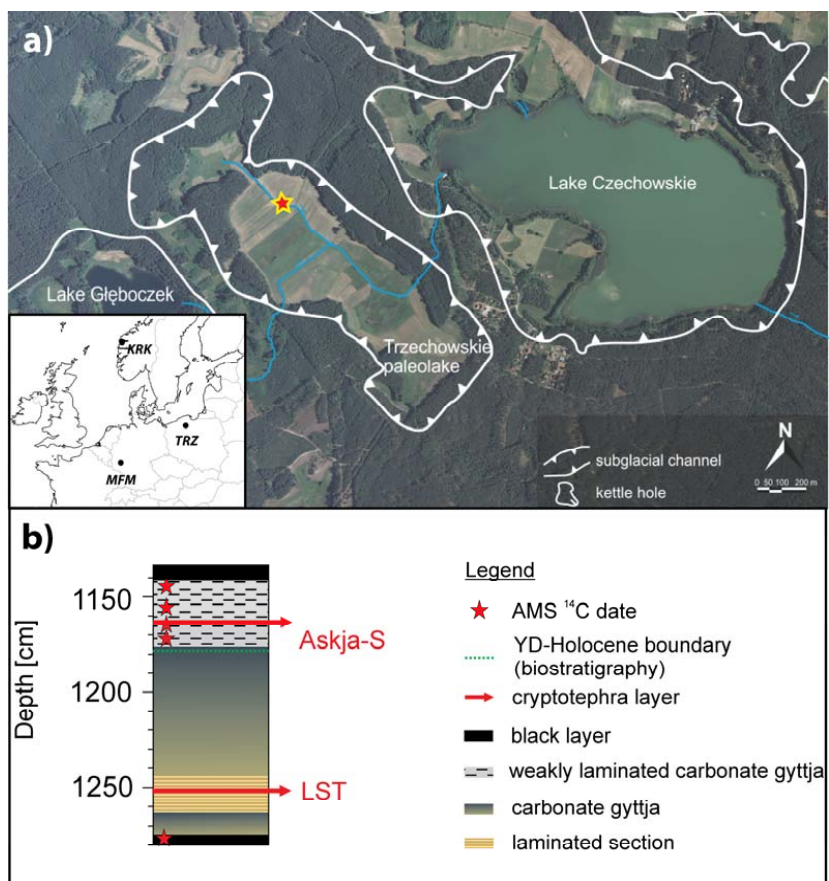 a)
Lake Czechowskie
Lake Głęboczek
Trzechowskie
paleolake
KRK
TRZ
MFM
subglacial channel
kettle hole
N
0 50 100 200 m
b)
Depth [cm]
1150
1200
1250
Askja-S
LST
Legend
AMS ¹⁴C date
YD-Holocene boundary
(biostratigraphy)
cryptotephra layer
black layer
weakly laminated carbonate gyttja
carbonate gyttja
laminated section